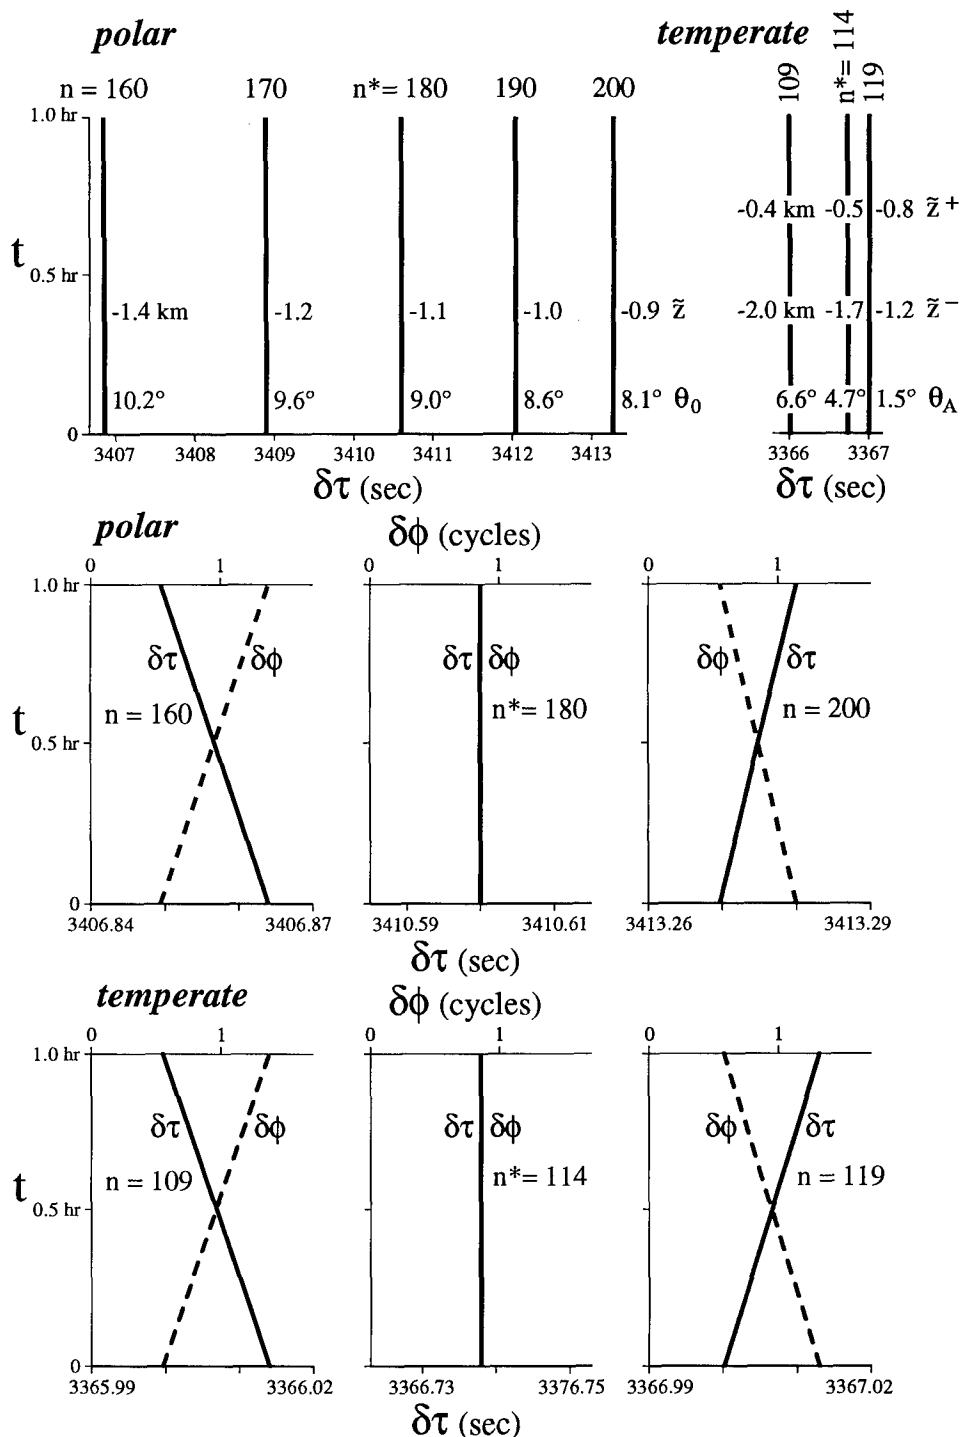 polar
temperate
n = 160 170 n*= 180 190 200
109 n*= 114 119
1.0 hr
-0.4 km -0.5 -0.8 z̃ +
t
0.5 hr
-1.4 km -1.2 -1.1 -1.0 -0.9 z̃
-2.0 km -1.7 -1.2 z̃ −
10.2° 9.6° 9.0° 8.6° 8.1° θ0
6.6° 4.7° 1.5° θA
0
3407 3408 3409 3410 3411 3412 3413
3366 3367
δτ (sec)
δτ (sec)
polar
δϕ (cycles)
0 1 0 1 0 1
1.0 hr
δτ δϕ δτ δϕ δϕ δτ
n = 160 n*= 180 n = 200
t
0.5 hr
0
3406.84 3406.87 3410.59 3410.61 3413.26 3413.29
δτ (sec)
temperate
δϕ (cycles)
0 1 0 1 0 1
1.0 hr
δτ δϕ δτ δϕ δϕ δτ
n = 109 n*= 114 n = 119
t
0.5 hr
0
3365.99 3366.02 3366.73 3376.75 3366.99 3367.02
δτ (sec)